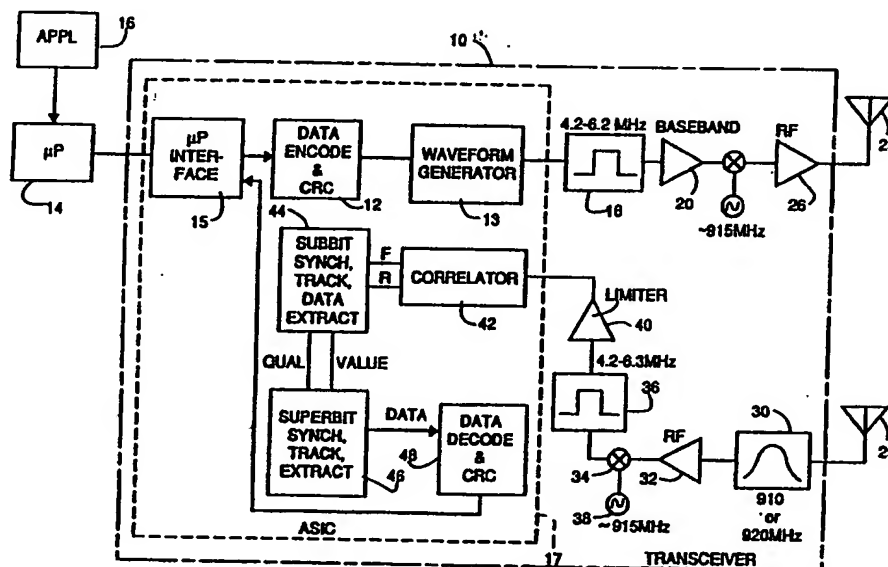 APPL
16
10
μP
14
μP
INTER-
FACE
15
DATA
ENCODE
&
CRC
12
WAVEFORM
GENERATOR
13
4.2-6.2 MHz
18
BASEBAND
20
~915MHz
RF
26
2
44
SUBBIT
SYNCH,
TRACK,
DATA
EXTRACT
F
R
CORRELATOR
42
LIMITER
40
4.2-6.3MHz
36
QUAL
VALUE
SUPERBIT
SYNCH,
TRACK,
EXTRACT
46
DATA
48
DATA
DECODE
&
CRC
34
38
~915MHz
RF
32
30
910
or
920MHz
2
ASIC
17
TRANSCEIVER